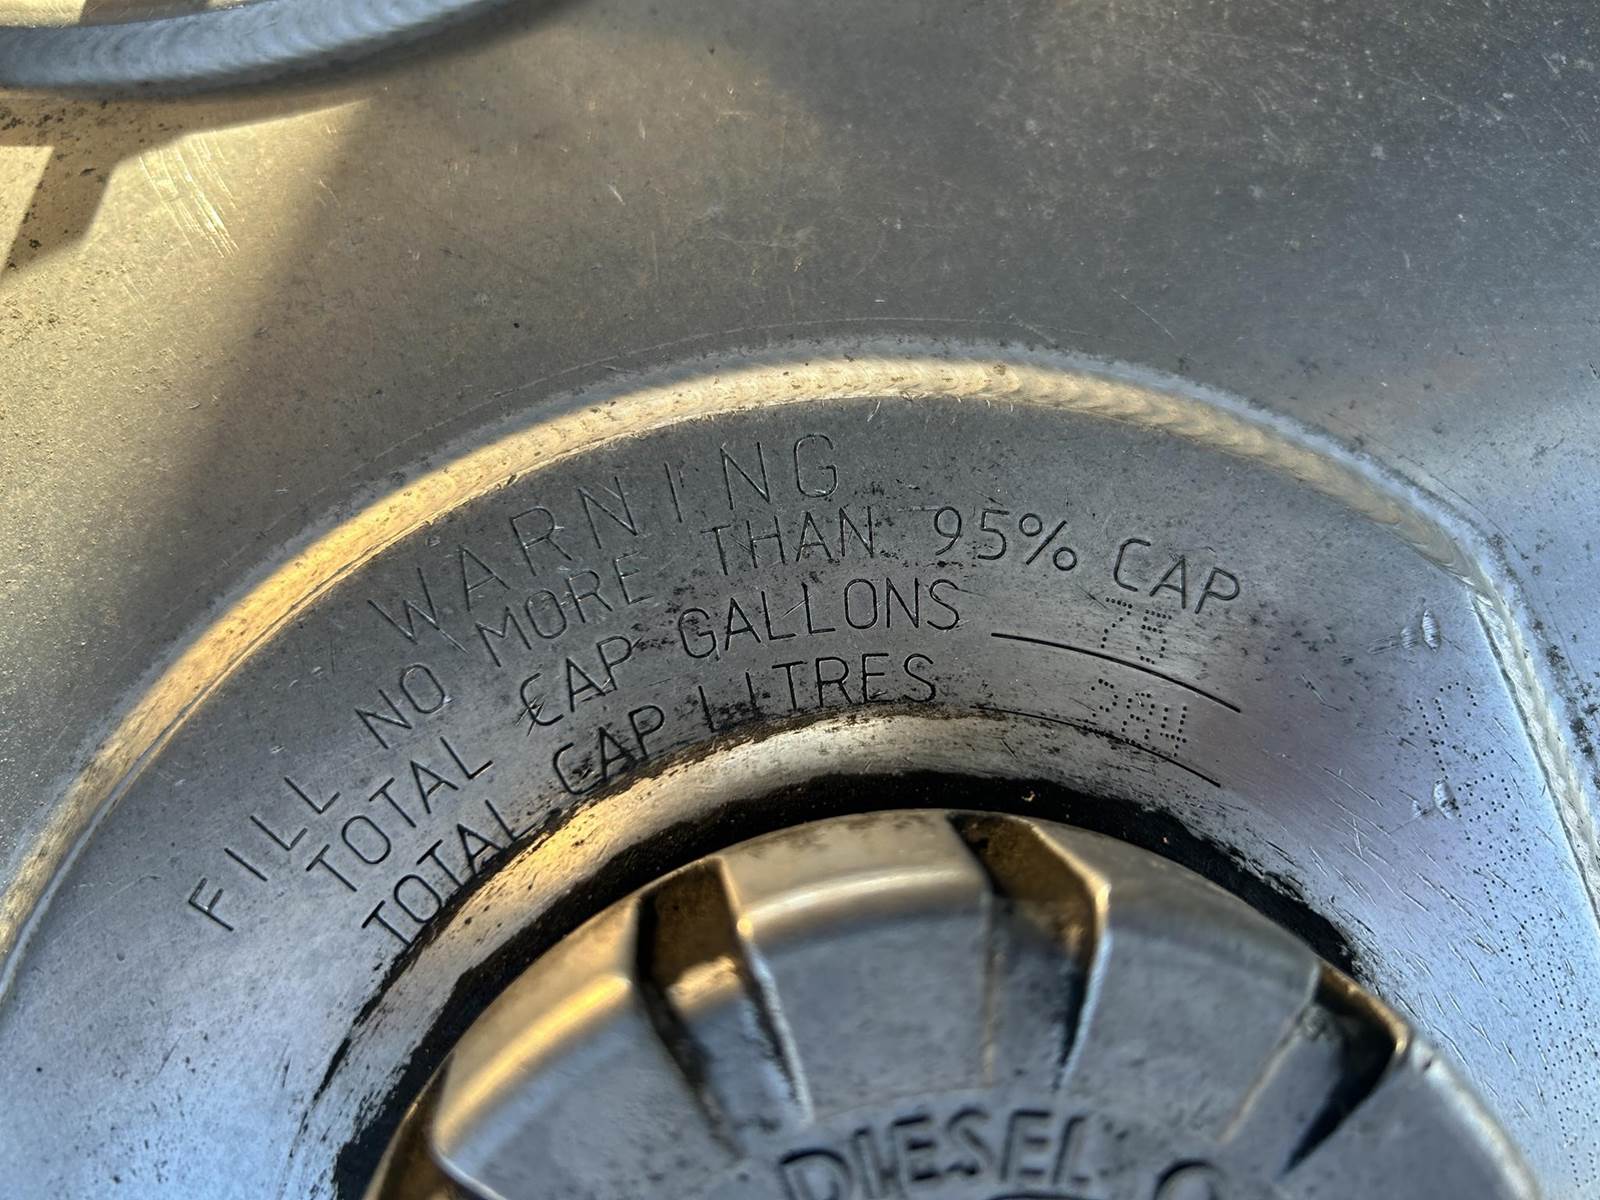 WARNING
FILL NO MORE THAN 95% CAP
TOTAL CAP GALLONS 75
TOTAL CAP LITRES 284
DIESEL